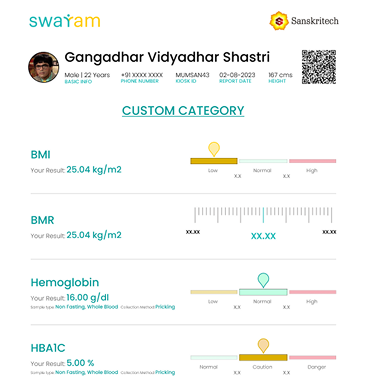 swayam
Sanskritech
Gangadhar Vidyadhar Shastri
Male | 22 Years +91 XXXX XXXX MUMSAN43 02-08-2023 167 cms
BASIC INFO PHONE NUMBER KIOSK ID REPORT DATE HEIGHT
CUSTOM CATEGORY
BMI
Your Result: 25.04 kg/m2
Low Normal High
X.X X.X
BMR
Your Result: 25.04 kg/m2
XX.XX XX.XX XX.XX
Hemoglobin
Your Result: 16.00 g/dl
Sample type: Non Fasting, Whole Blood. Collection Method: Pricking
Low Normal High
X.X X.X
HBA1C
Your Result: 5.00 %
Sample type: Non Fasting, Whole Blood. Collection Method: Pricking
Normal Caution Danger
X.X X.X